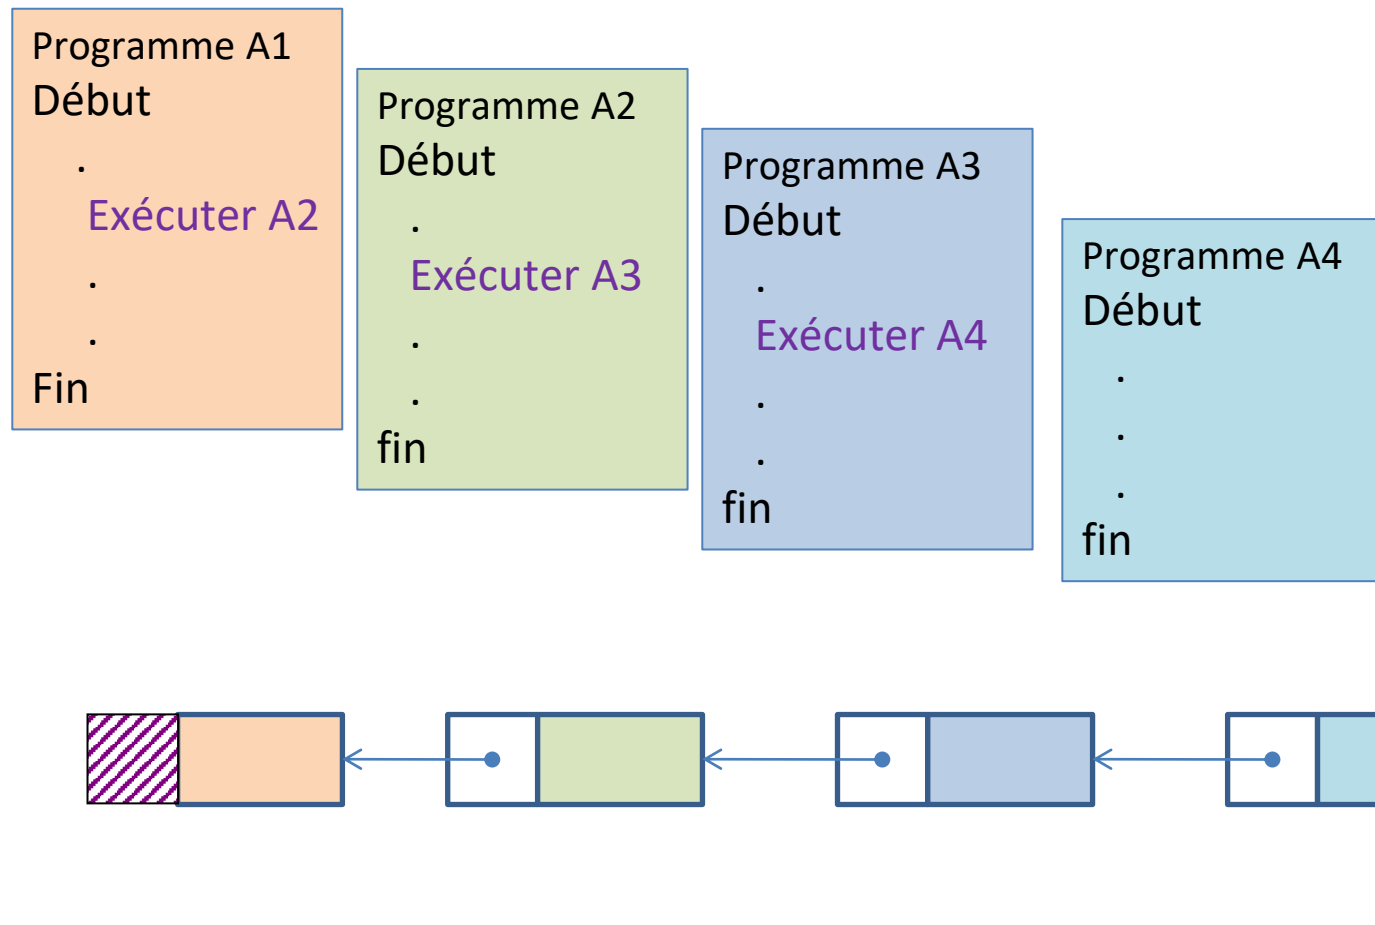 Programme A1
Début
.
Exécuter A2
.
.
Fin
Programme A2
Début
.
Exécuter A3
.
.
fin
Programme A3
Début
.
Exécuter A4
.
.
fin
Programme A4
Début
.
.
.
fin